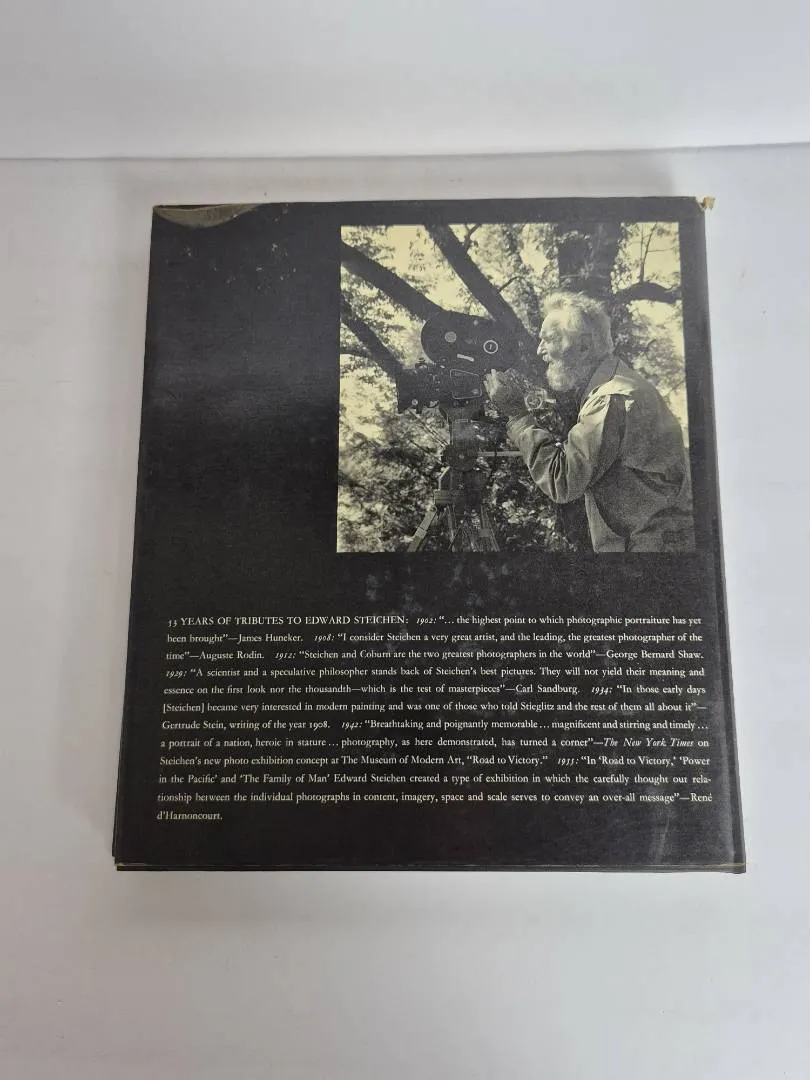 53 YEARS OF TRIBUTES TO EDWARD STEICHEN: 1902: “... the highest point to which photographic portraiture has yet
been brought”—James Huneker. 1908: “I consider Steichen a very great artist, and the leading, the greatest photographer of the
time”—Auguste Rodin. 1912: “Steichen and Coburn are the two greatest photographers in the world”—George Bernard Shaw.
1929: “A scientist and a speculative philosopher stands back of Steichen’s best pictures. They will not yield their meaning and
essence on the first look nor the thousandth—which is the test of masterpieces”—Carl Sandburg. 1934: “In those early days
[Steichen] became very interested in modern painting and was one of those who told Stieglitz and the rest of them all about it”—
Gertrude Stein, writing of the year 1908. 1942: “Breathtaking and poignantly memorable ... magnificent and stirring and timely ...
a portrait of a nation, heroic in stature ... photography, as here demonstrated, has turned a corner”—The New York Times on
Steichen’s new photo exhibition concept at The Museum of Modern Art, “Road to Victory.” 1955: “In ‘Road to Victory,’ ‘Power
in the Pacific’ and ‘The Family of Man’ Edward Steichen created a type of exhibition in which the carefully thought out rela-
tionship between the individual photographs in content, imagery, space and scale serves to convey an over-all message”—René
d’Harnoncourt.